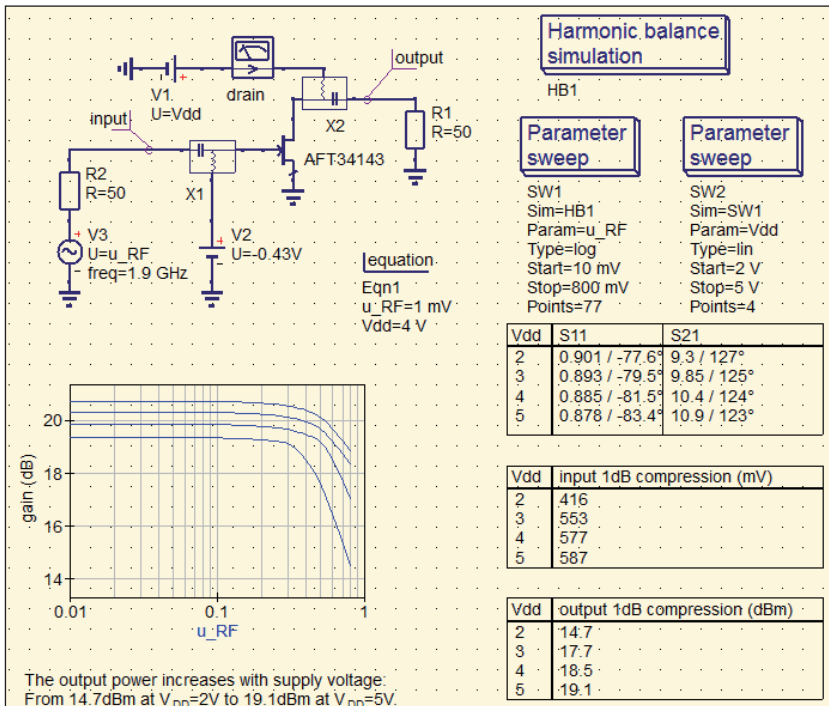 Harmonic balance
simulation
HB1
output
drain
V1
U=Vdd
input
X2
R1
R=50
R2
R=50
X1
AFT34143
V3
U=u_RF
freq=1.9 GHz
V2
U=-0.43V
equation
Eqn1
u_RF=1 mV
Vdd=4 V
Parameter
sweep
SW1
Sim=HB1
Param=u_RF
Type=log
Start=10 mV
Stop=800 mV
Points=77
Parameter
sweep
SW2
Sim=SW1
Param=Vdd
Type=lin
Start=2 V
Stop=5 V
Points=4
Vdd S11 S21
2 0.901 / -77.6° 9.3 / 127°
3 0.893 / -79.5° 9.85 / 125°
4 0.885 / -81.5° 10.4 / 124°
5 0.878 / -83.4° 10.9 / 123°
gain (dB)
20
18
16
14
0.01 0.1 1
u_RF
Vdd input 1dB compression (mV)
2 416
3 553
4 577
5 587
Vdd output 1dB compression (dBm)
2 14.7
3 17.7
4 18.5
5 19.1
The output power increases with supply voltage:
From 14.7dBm at VDD=2V to 19.1dBm at VDD=5V.